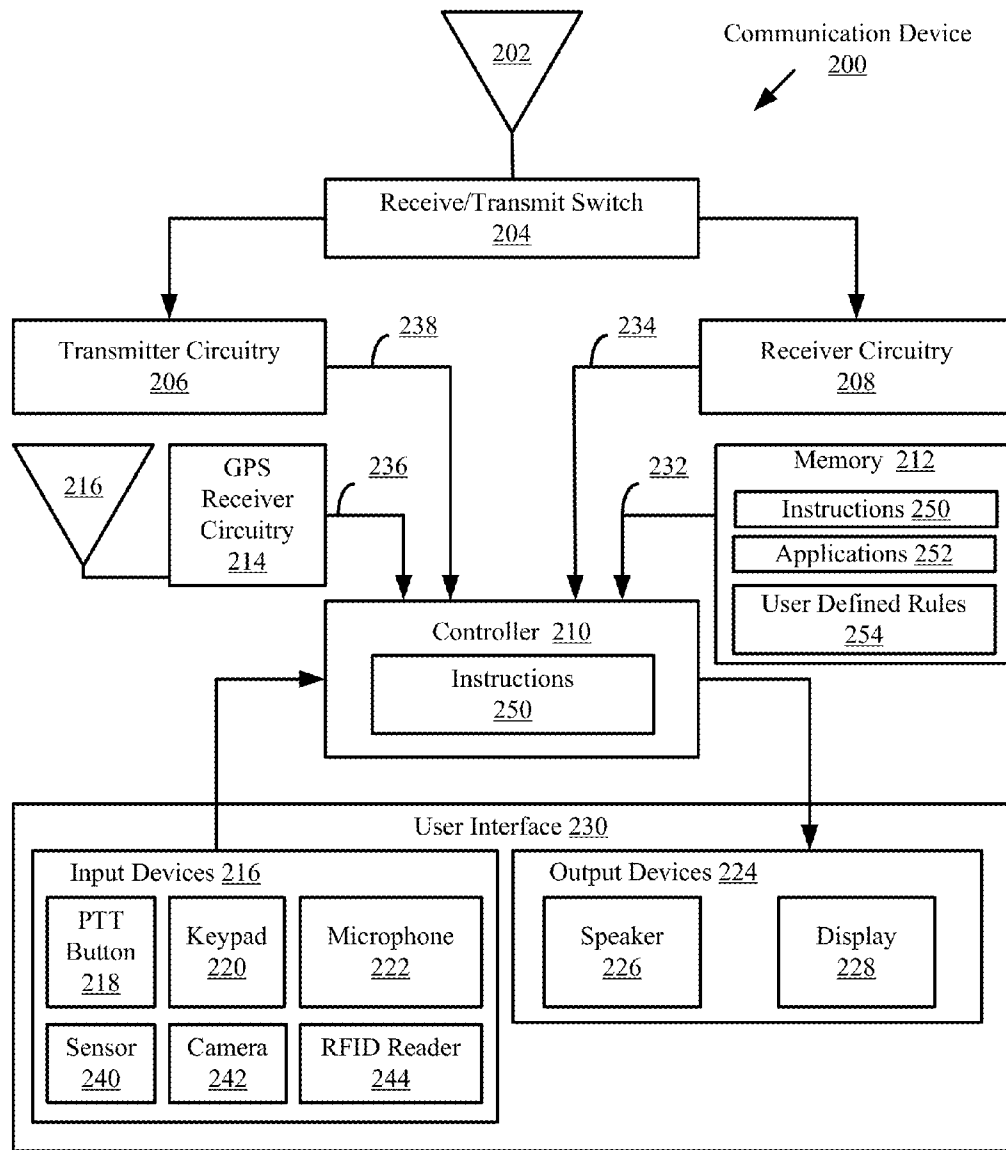 202
Communication Device
200
Receive/Transmit Switch
204
Transmitter Circuitry
206
238
234
Receiver Circuitry
208
216
GPS
Receiver
Circuitry
214
236
232
Memory 212
Instructions 250
Applications 252
User Defined Rules
254
Controller 210
Instructions
250
User Interface 230
Input Devices 216
PTT
Button
218
Keypad
220
Microphone
222
Sensor
240
Camera
242
RFID Reader
244
Output Devices 224
Speaker
226
Display
228